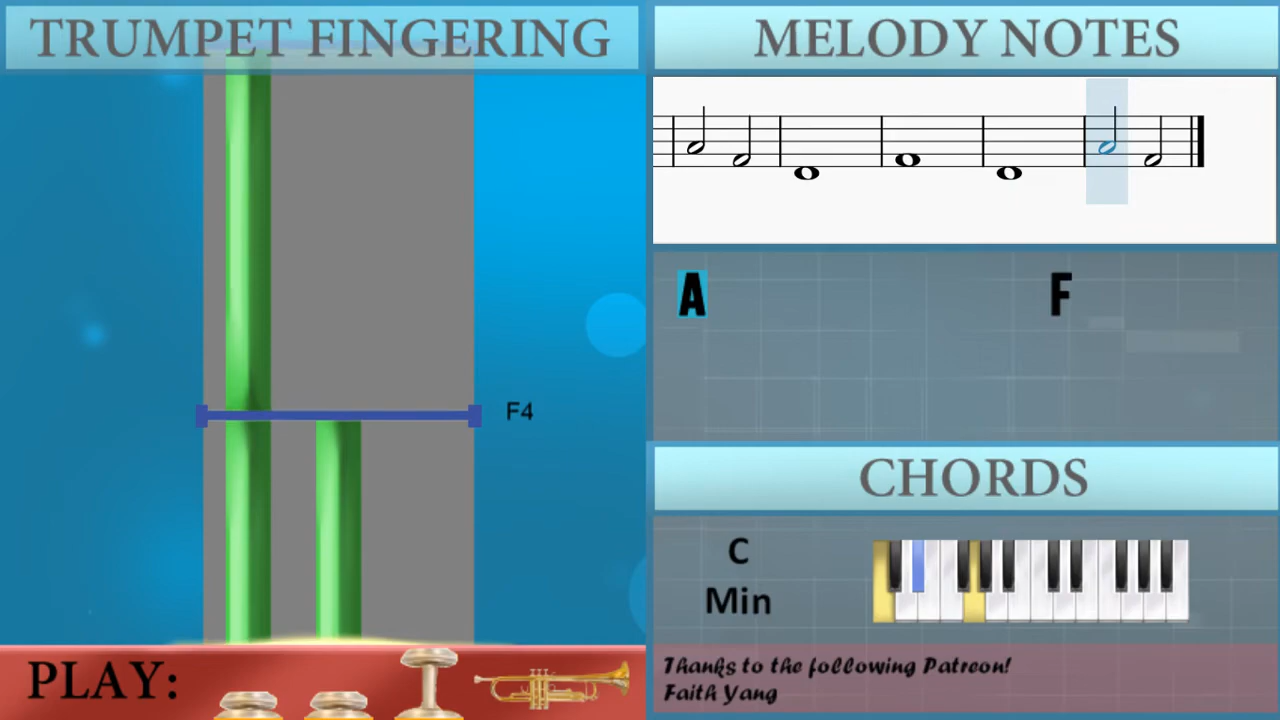 TRUMPET FINGERING
MELODY NOTES
F4
A F
CHORDS
C
Min
PLAY:
Thanks to the following Patreon!
Faith Yang